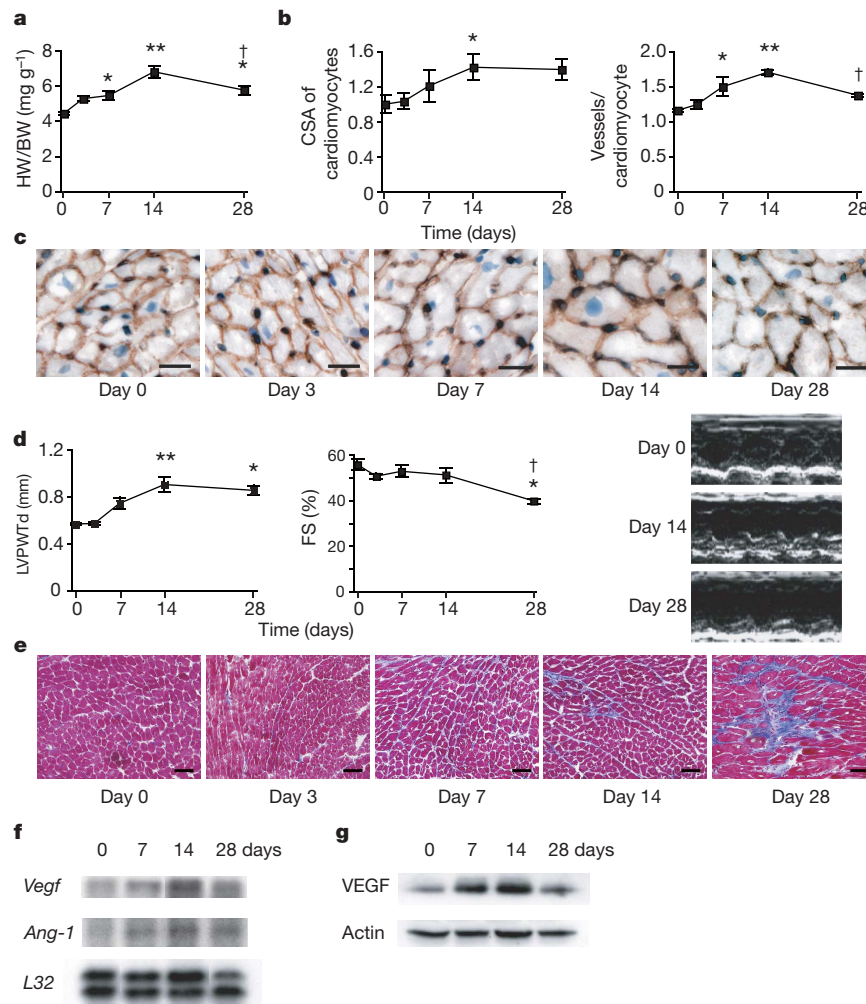 a
HW/BW (mg g⁻¹)
8
6
4
2
0
*
**
†
*
0 7 14 28
b
CSA of
cardiomyocytes
1.6
1.2
0.8
0.4
0
*
0 7 14 28
Vessels/
cardiomyocyte
2.0
1.5
1.0
0.5
0
*
**
†
0 7 14 28
Time (days)
c
Day 0 Day 3 Day 7 Day 14 Day 28
d
LVPWTd (mm)
1.2
0.8
0.6
0
**
*
0 7 14 28
FS (%)
60
40
20
0
†
*
0 7 14 28
Time (days)
Day 0
Day 14
Day 28
e
Day 0 Day 3 Day 7 Day 14 Day 28
f
0 7 14 28 days
Vegf
Ang-1
L32
g
0 7 14 28 days
VEGF
Actin